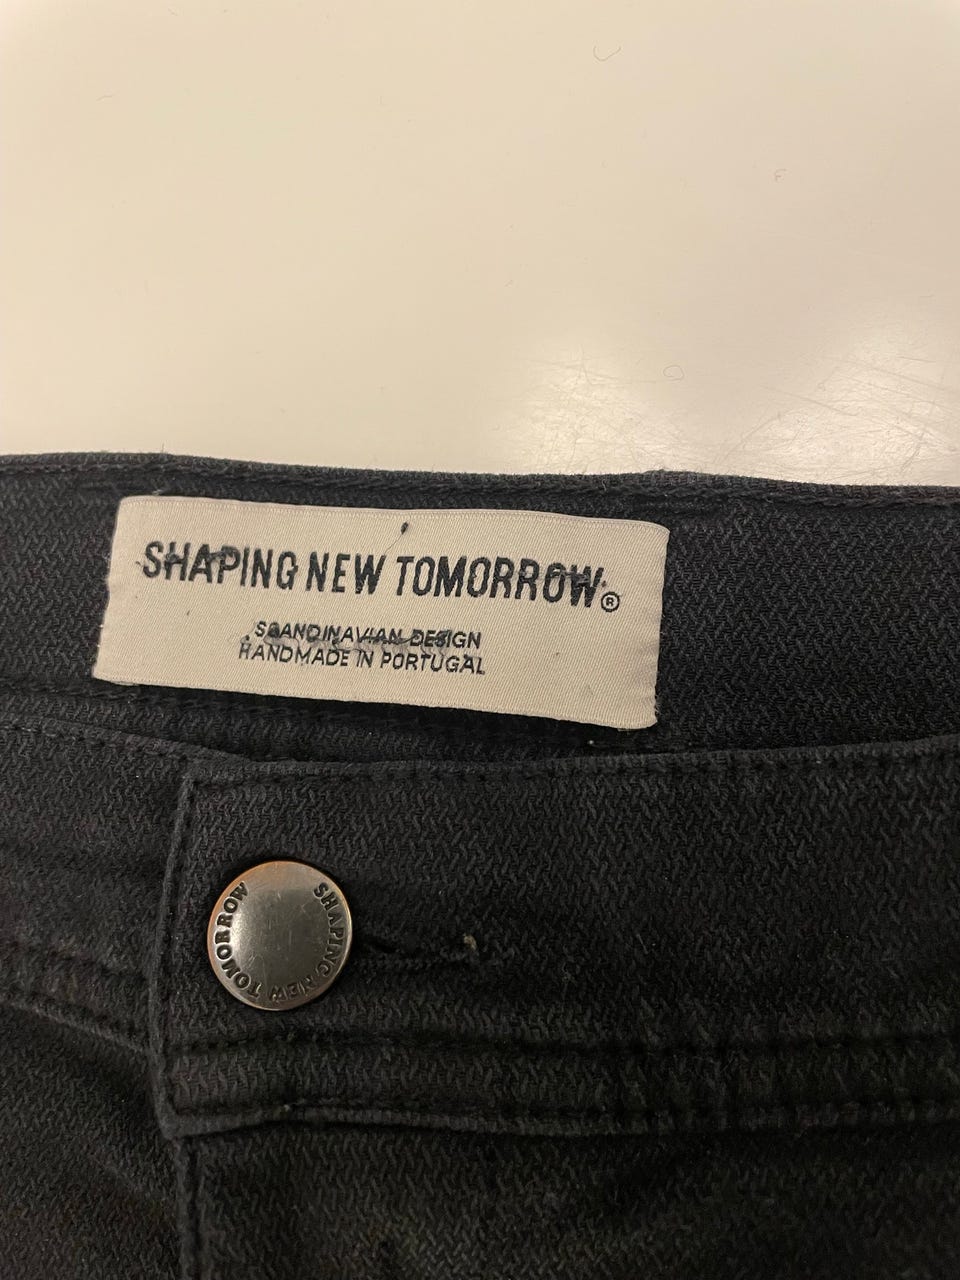 SHAPING NEW TOMORROW®
SCANDINAVIAN DESIGN
HANDMADE IN PORTUGAL
SHAPING NEW TOMORROW